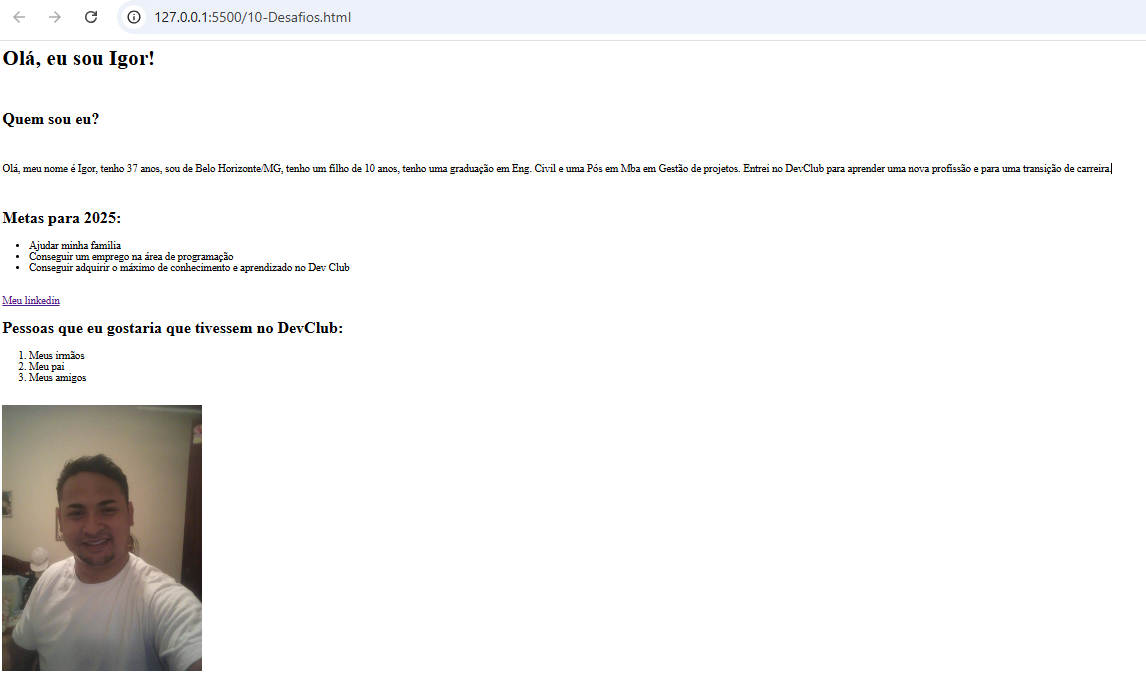 127.0.0.1:5500/10-Desafios.html
Olá, eu sou Igor!
Quem sou eu?
Olá, meu nome é Igor, tenho 37 anos, sou de Belo Horizonte/MG, tenho um filho de 10 anos, tenho uma graduação em Eng. Civil e uma Pós em Mba em Gestão de projetos. Entrei no DevClub para aprender uma nova profissão e para uma transição de carreira.
Metas para 2025:
• Ajudar minha família
• Conseguir um emprego na área de programação
• Conseguir adquirir o máximo de conhecimento e aprendizado no Dev Club
Meu linkedin
Pessoas que eu gostaria que tivessem no DevClub:
1. Meus irmãos
2. Meu pai
3. Meus amigos